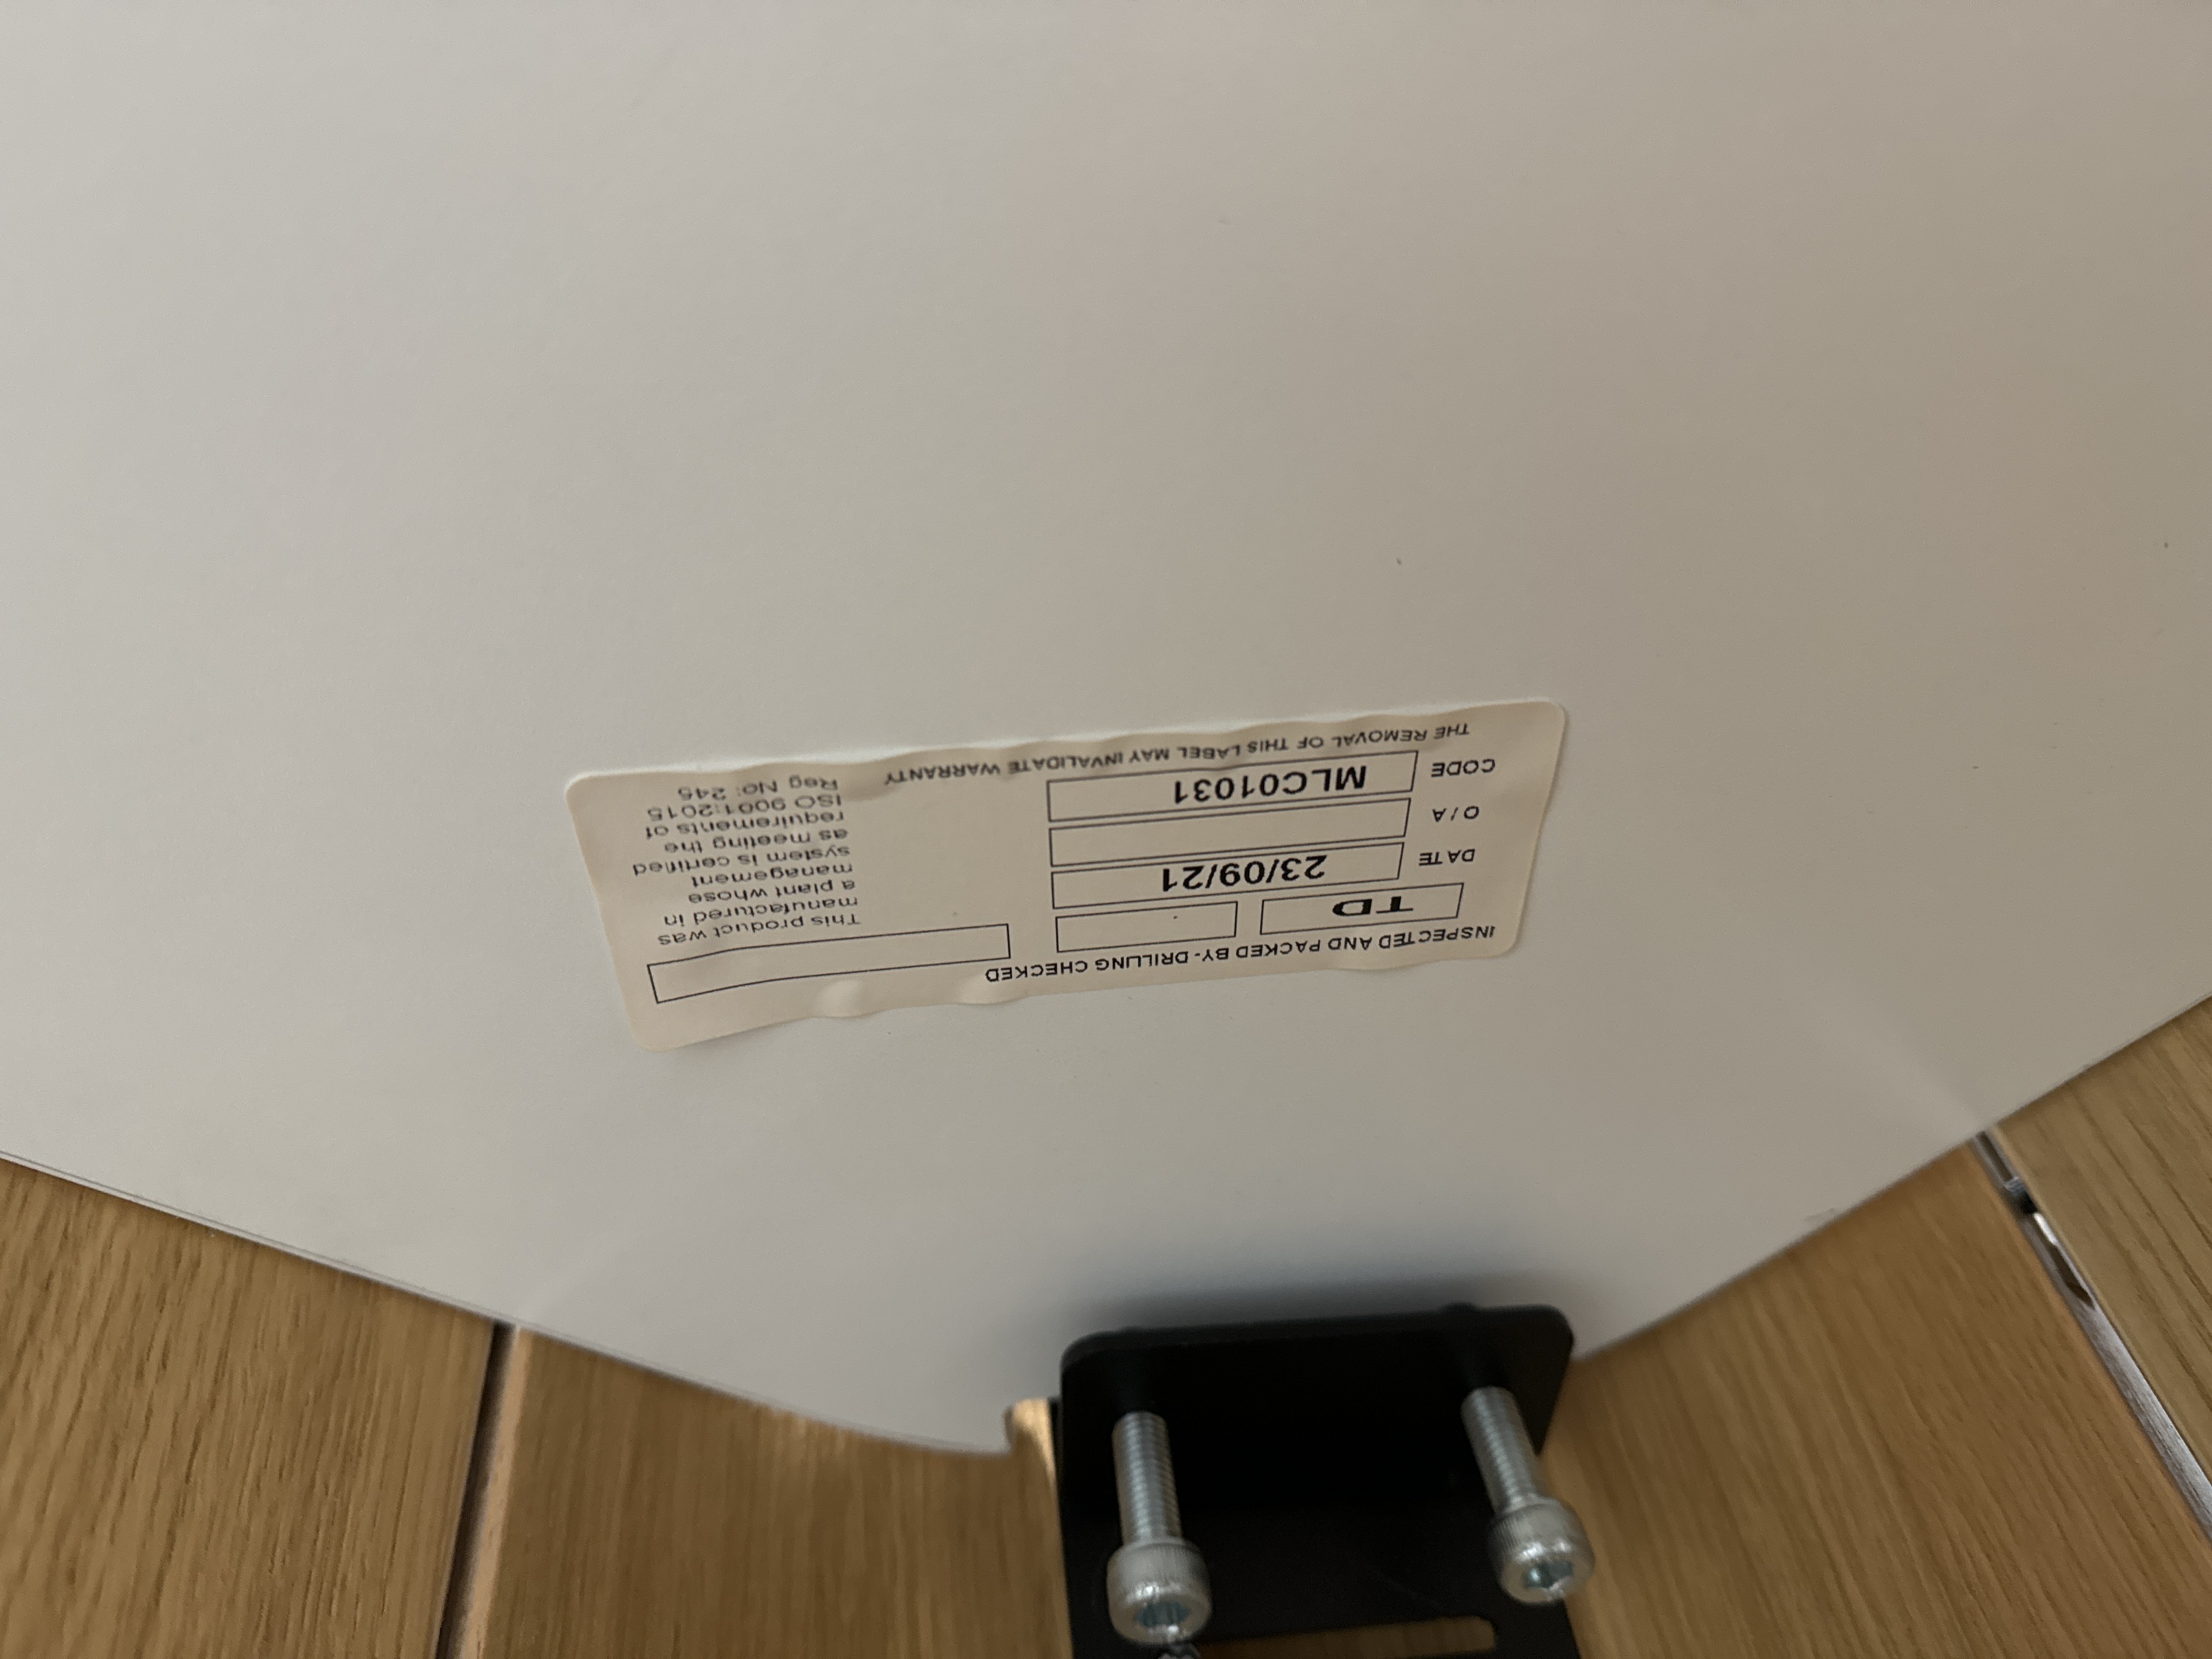 INSPECTED AND PACKED BY- DRILLING CHECKED
TD
DATE 23/09/21
O / A
CODE MLC01031
THE REMOVAL OF THIS LABEL MAY INVALIDATE WARRANTY
This product was
manufactured in
a plant whose
management
system is certified
as meeting the
requirements of
ISO 9001:2015
Reg No: 245